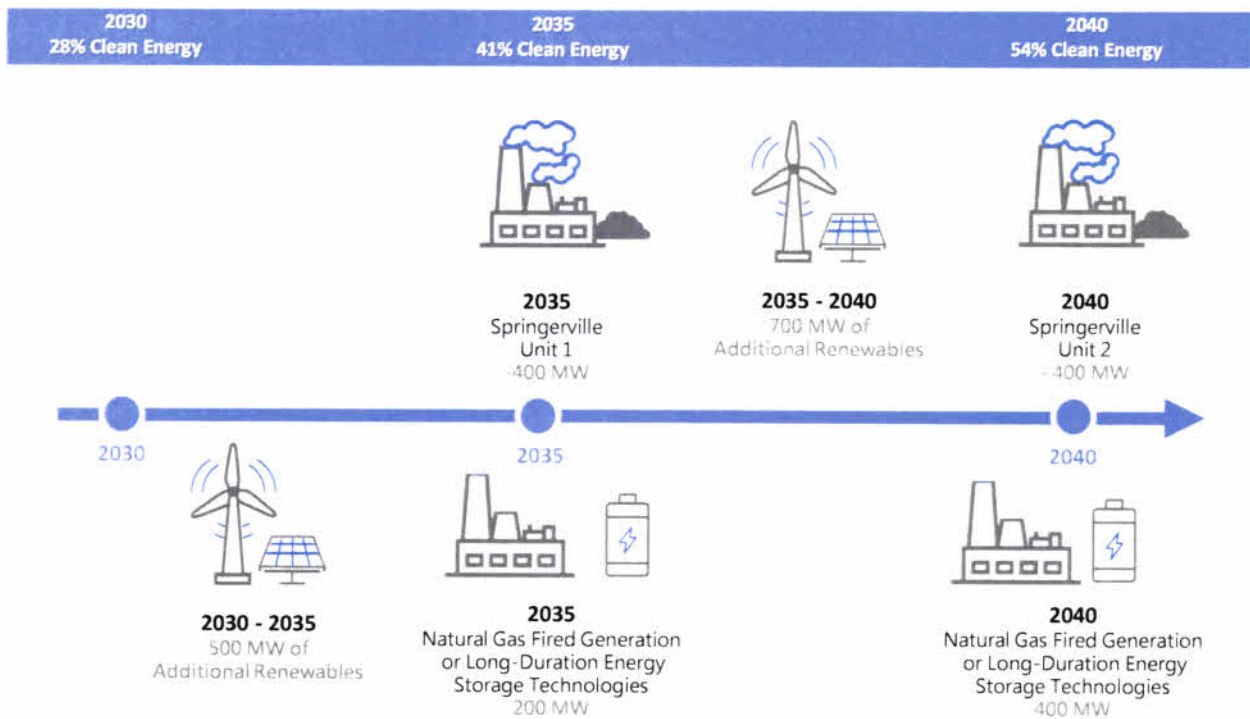 2030
28% Clean Energy
2035
41% Clean Energy
2040
54% Clean Energy
2035
Springerville
Unit 1
-400 MW
2035 - 2040
700 MW of
Additional Renewables
2040
Springerville
Unit 2
- 400 MW
2030
2035
2040
2030 - 2035
500 MW of
Additional Renewables
2035
Natural Gas Fired Generation
or Long-Duration Energy
Storage Technologies
200 MW
2040
Natural Gas Fired Generation
or Long-Duration Energy
Storage Technologies
400 MW